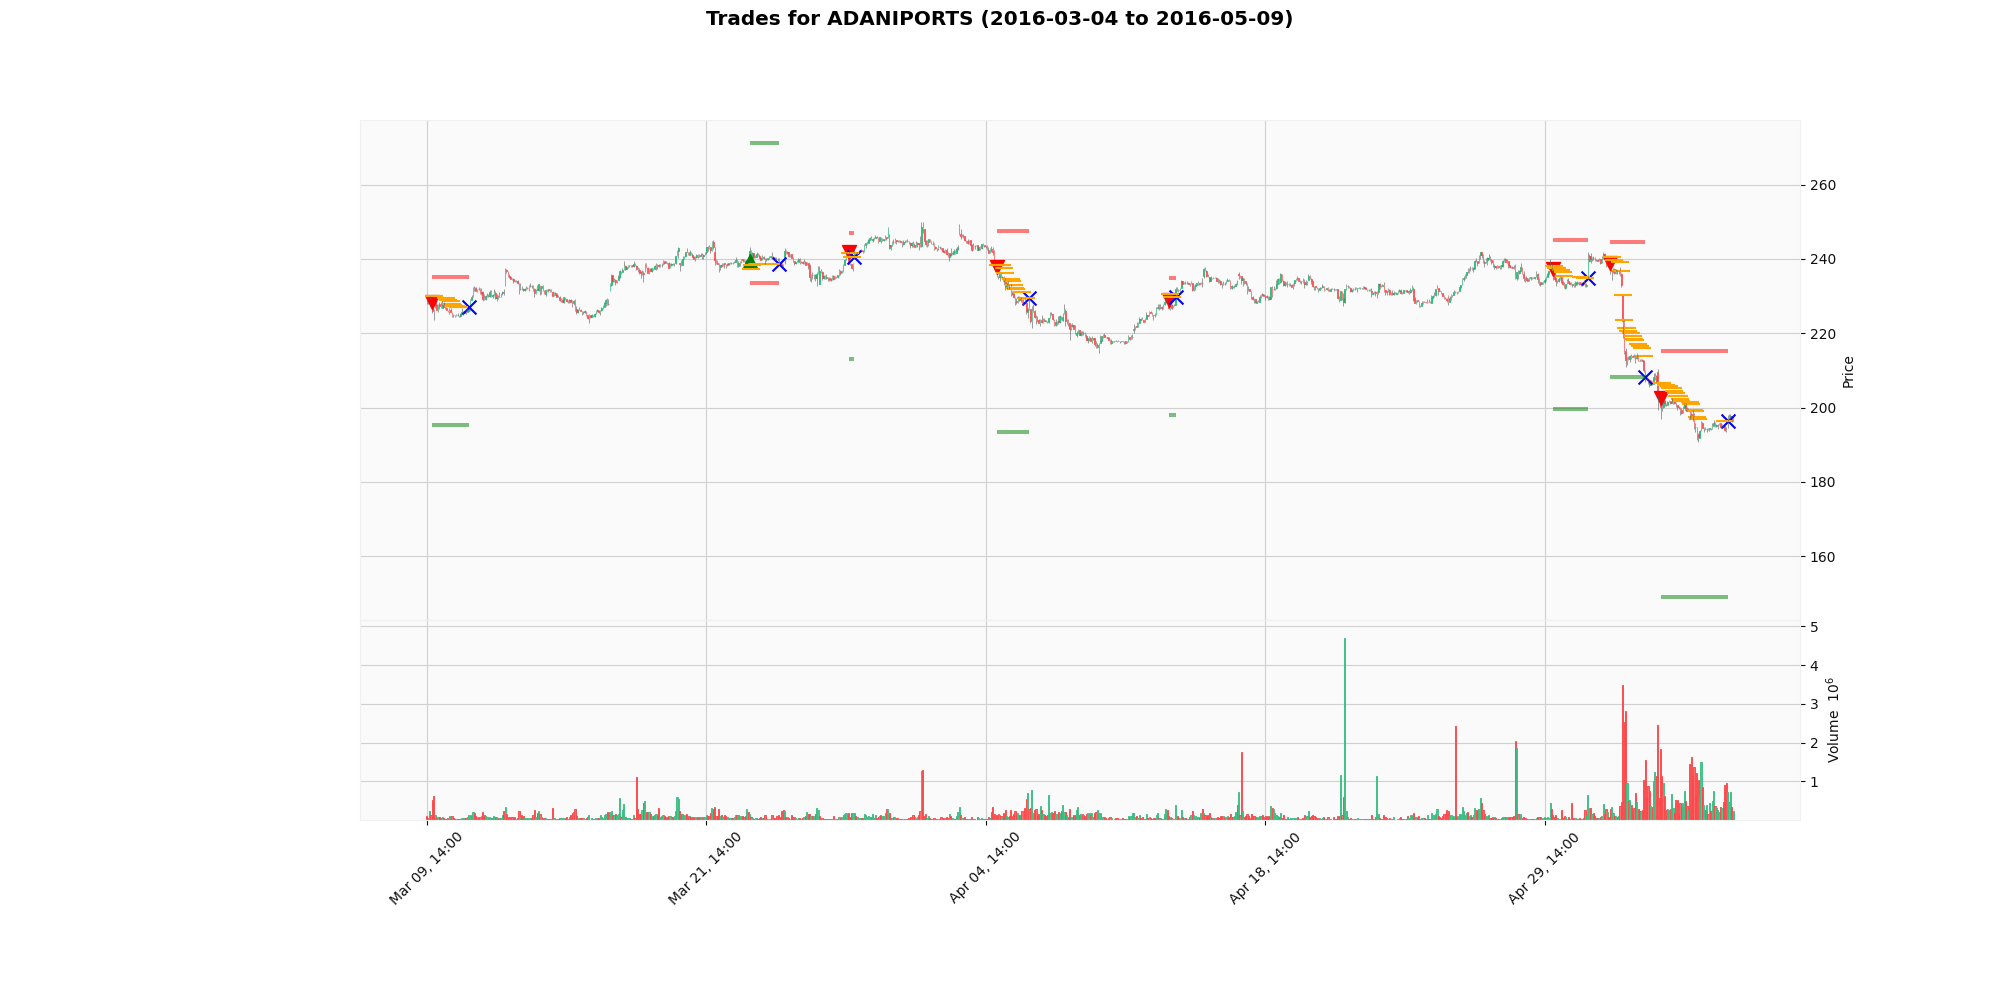 Trades for ADANIPORTS (2016-03-04 to 2016-05-09)
260
240
220
200
180
160
Price
5
4
3
2
1
Volume 10^6
Mar 09, 14:00
Mar 21, 14:00
Apr 04, 14:00
Apr 18, 14:00
Apr 29, 14:00